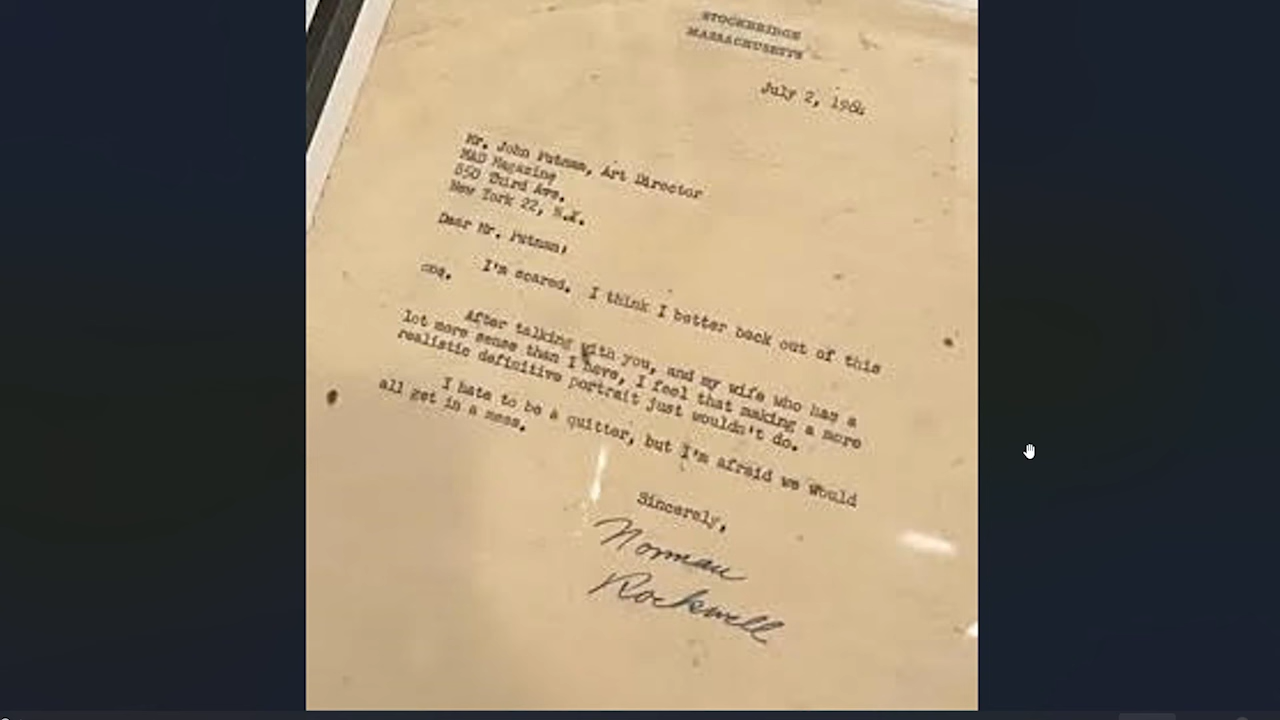 STOCKBRIDGE
MASSACHUSETTS
July 2, 1964
Mr. John Putnam, Art Director
MAD Magazine
850 Third Ave.
New York 22, N.Y.
Dear Mr. Putnam:
I'm scared. I think I better back out of this
one.
After talking with you, and my wife who has a
lot more sense than I have, I feel that making a more
realistic definitive portrait just wouldn't do.
I hate to be a quitter, but I'm afraid we would
all get in a mess.
Sincerely,
Norman
Rockwell